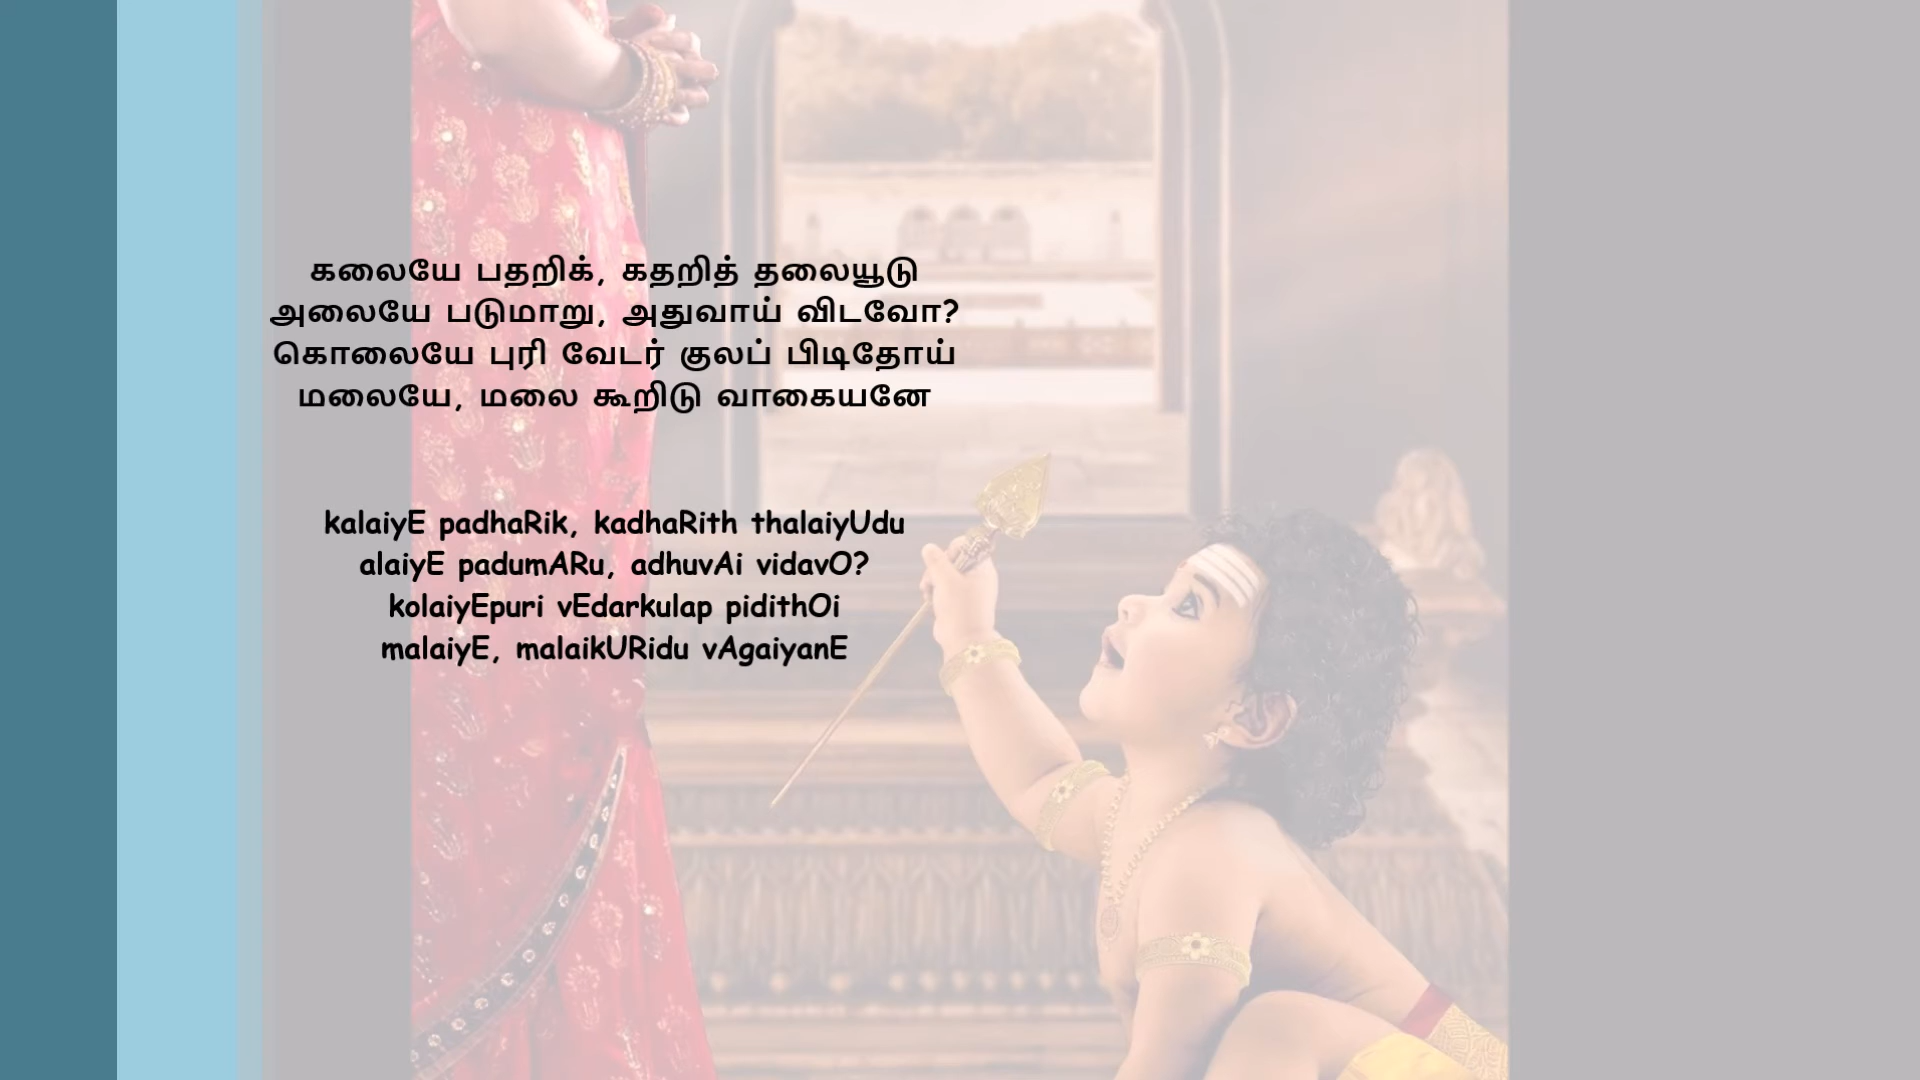 கலையே பதறிக், கதறித் தலையூடு
அலையே படுமாறு, அதுவாய் விடவோ?
கொலையே புரி வேடர் குலப் பிடிதோய்
மலையே, மலை கூறிடு வாகையனே
kalaiyE padhaRik, kadhaRith thalaiyUdu
alaiyE padumARu, adhuvAi vidavO?
kolaiyEpuri vEdarkulap pidithOi
malaiyE, malaikURidu vAgaiyanE